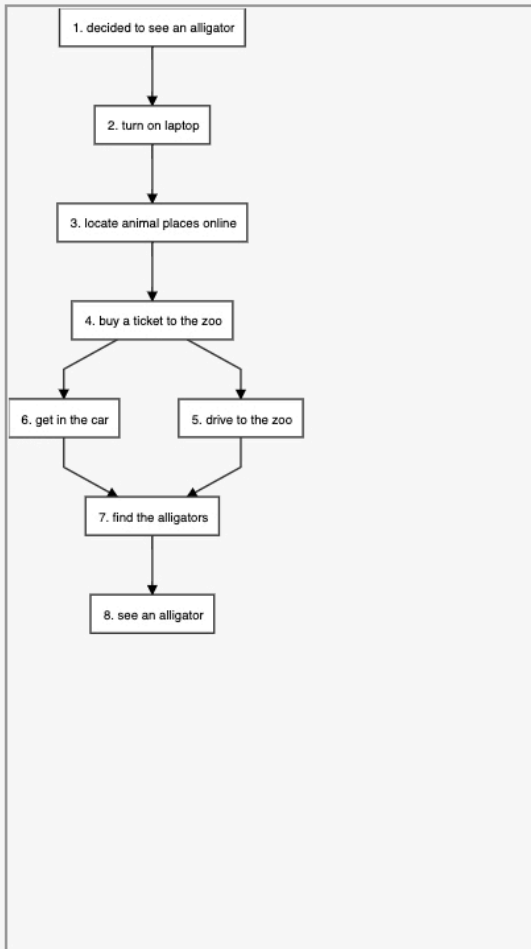 1. decided to see an alligator
2. turn on laptop
3. locate animal places online
4. buy a ticket to the zoo
6. get in the car
5. drive to the zoo
7. find the alligators
8. see an alligator